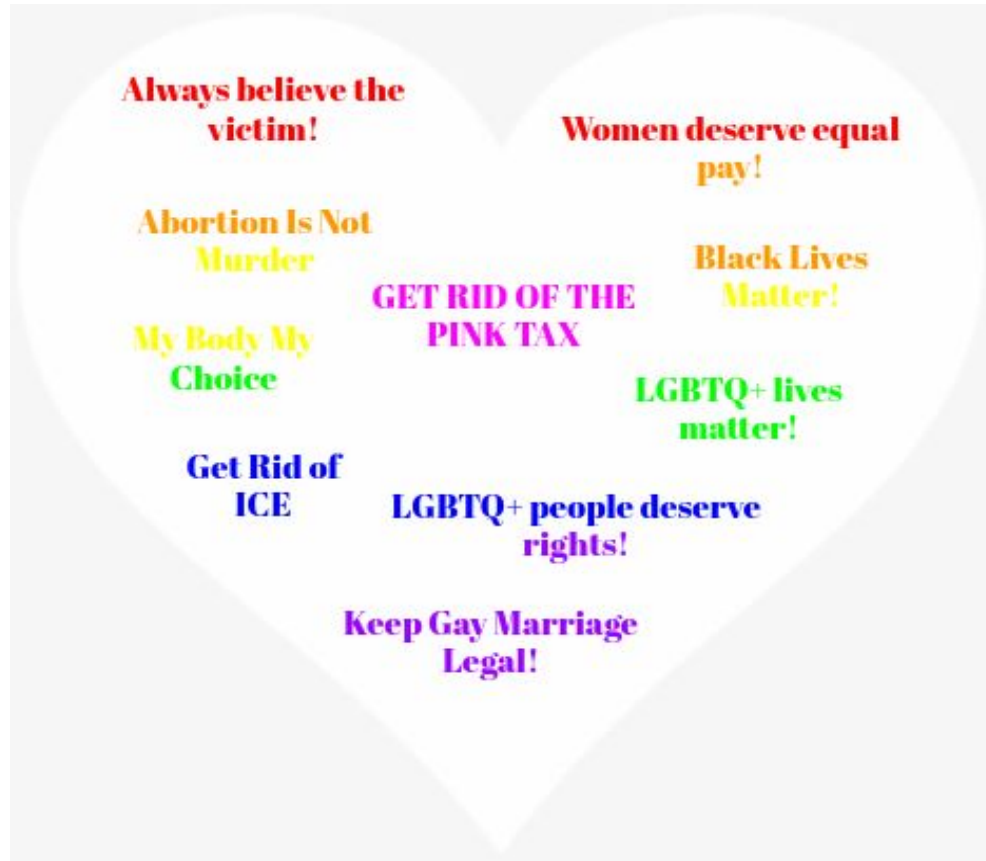 Always believe the
victim!
Women deserve equal
pay!
Abortion Is Not
Murder
Black Lives
Matter!
GET RID OF THE
PINK TAX
My Body My
Choice
LGBTQ+ lives
matter!
Get Rid of
ICE
LGBTQ+ people deserve
rights!
Keep Gay Marriage
Legal!